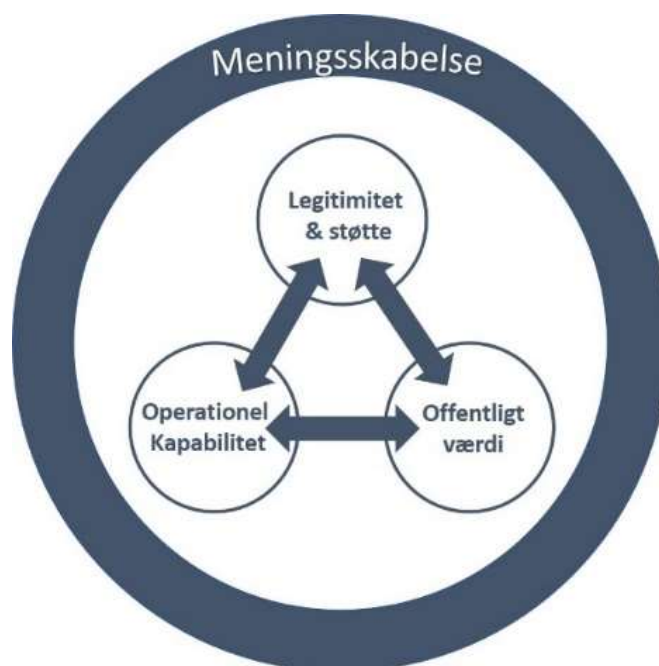 Meningsskabelse
Legitimitet
& støtte
Operationel
Kapabilitet
Offentligt
værdi